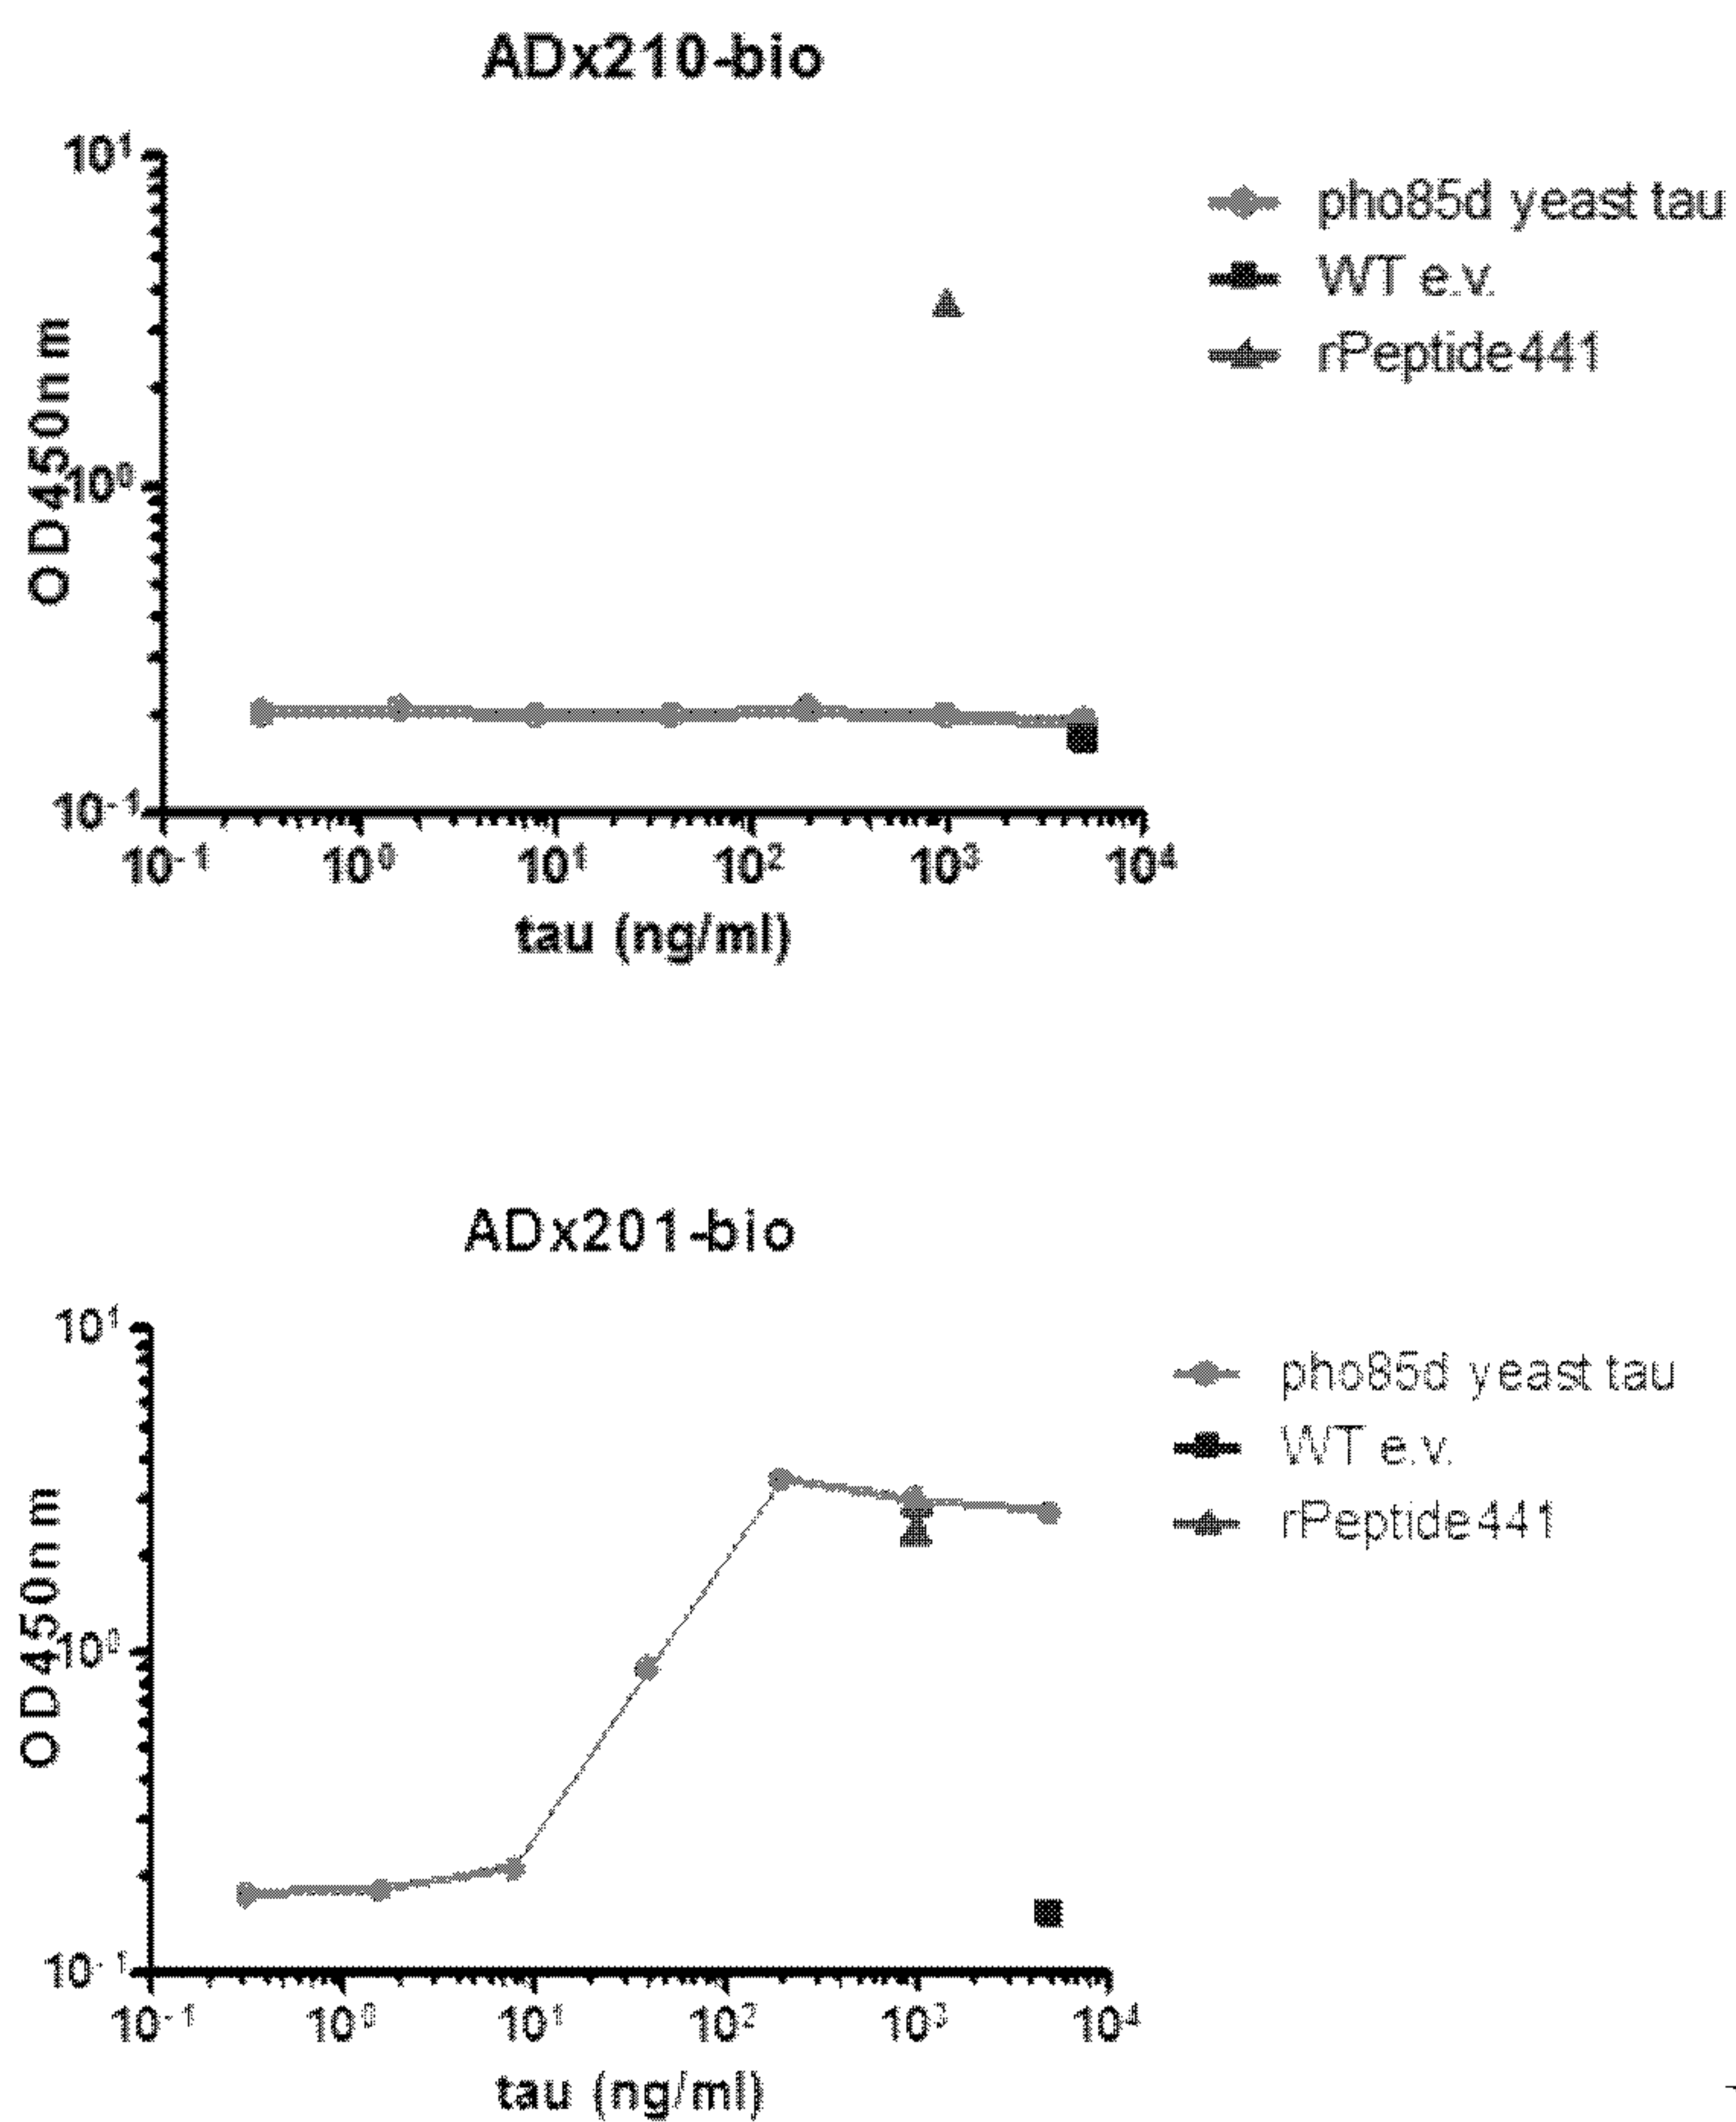 ADx210-bio
10¹
10⁰
10⁻¹
OD450nm
10⁻¹ 10⁰ 10¹ 10² 10³ 10⁴
tau (ng/ml)
pho85d yeast tau
WT e.v.
rPeptide441
ADx201-bio
10¹
10⁰
10⁻¹
OD450nm
10⁻¹ 10⁰ 10¹ 10² 10³ 10⁴
tau (ng/ml)
pho85d yeast tau
WT e.v.
rPeptide441